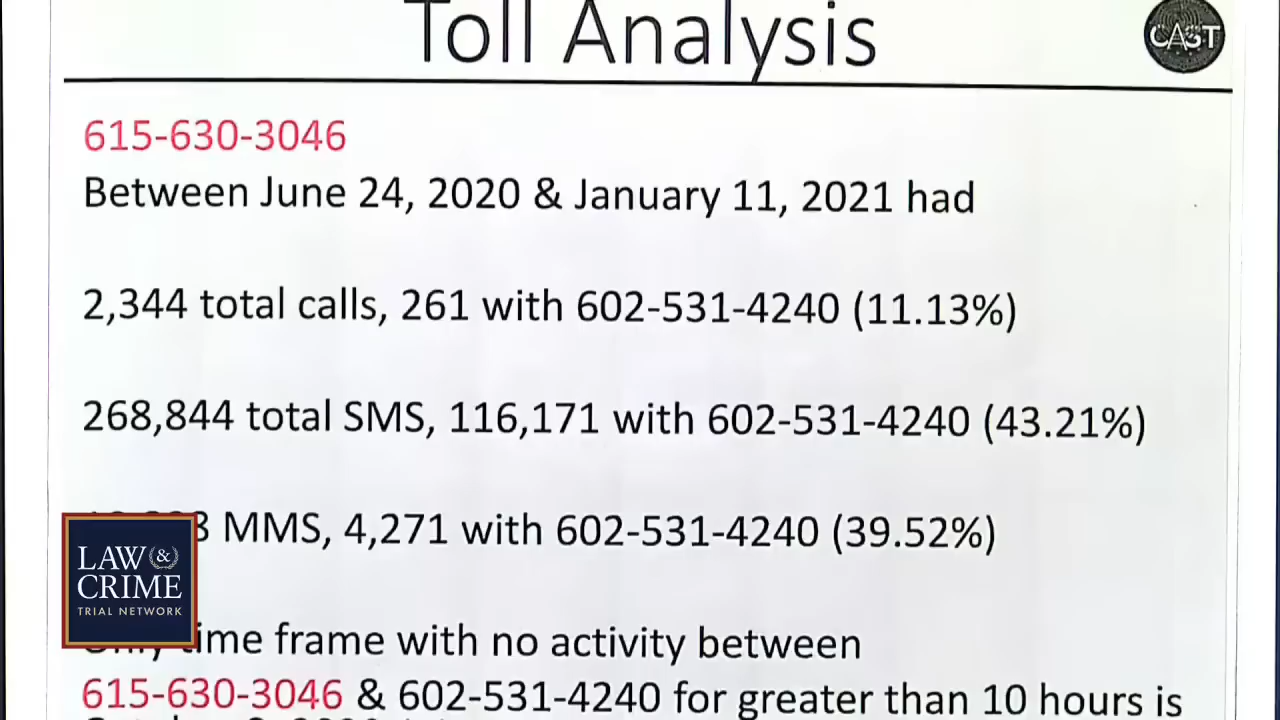 Toll Analysis
CAST
615-630-3046
Between June 24, 2020 & January 11, 2021 had
2,344 total calls, 261 with 602-531-4240 (11.13%)
268,844 total SMS, 116,171 with 602-531-4240 (43.21%)
MMS, 4,271 with 602-531-4240 (39.52%)
LAW & CRIME
TRIAL NETWORK
time frame with no activity between
615-630-3046 & 602-531-4240 for greater than 10 hours is